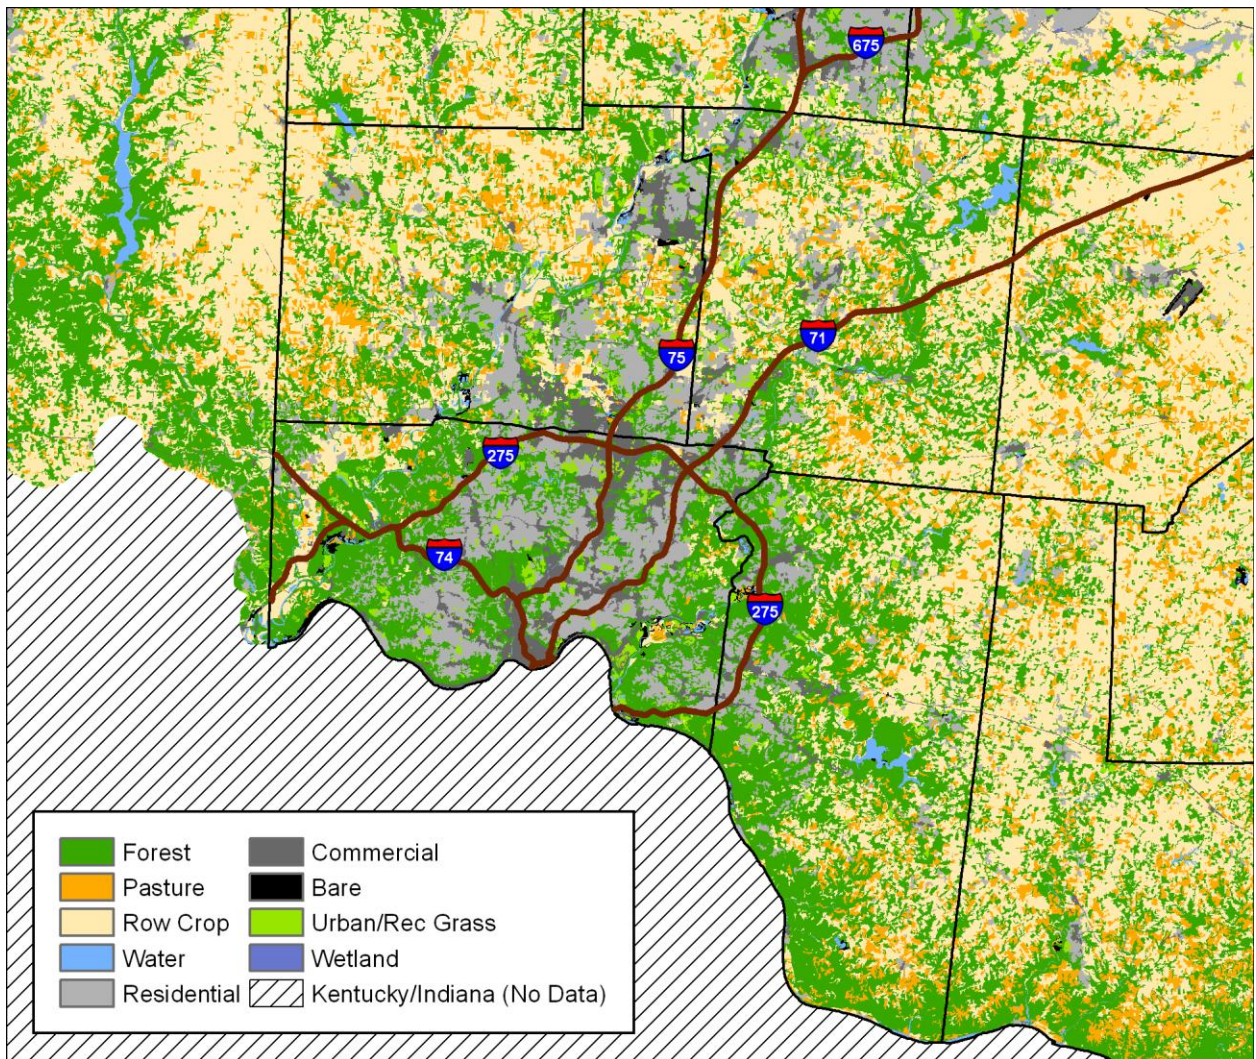 675
75
71
275
74
275
Forest
Pasture
Row Crop
Water
Residential
Commercial
Bare
Urban/Rec Grass
Wetland
Kentucky/Indiana (No Data)